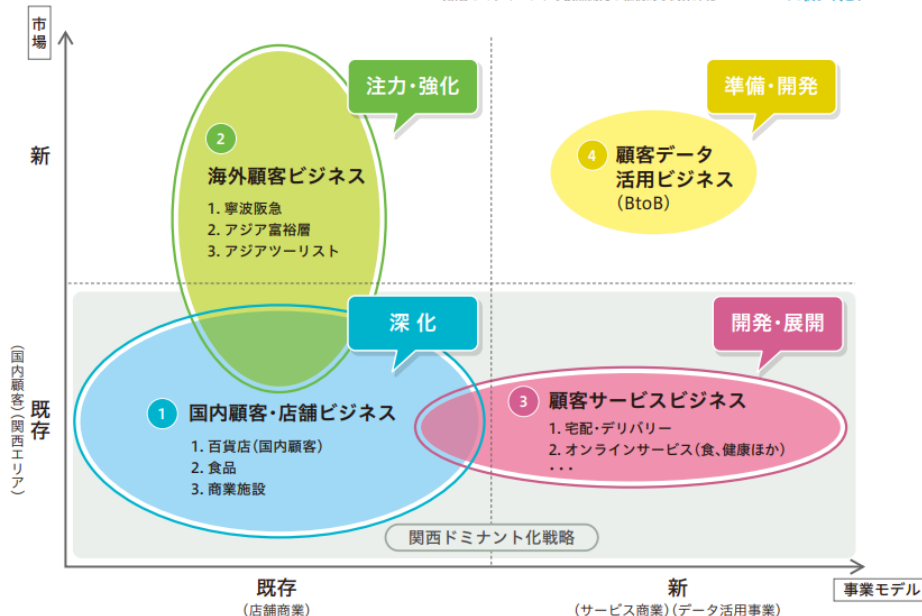 市場
新
注力・強化
2
海外顧客ビジネス
1. 寧波阪急
2. アジア富裕層
3. アジアツーリスト
準備・開発
4 顧客データ
活用ビジネス
(BtoB)
深 化
開発・展開
既存
(国内顧客)(関西エリア)
1 国内顧客・店舗ビジネス
1. 百貨店(国内顧客)
2. 食品
3. 商業施設
3 顧客サービスビジネス
1. 宅配・デリバリー
2. オンラインサービス(食、健康ほか)
・・・
関西ドミナント化戦略
既存
(店舗商業)
新
(サービス商業)(データ活用事業)
事業モデル